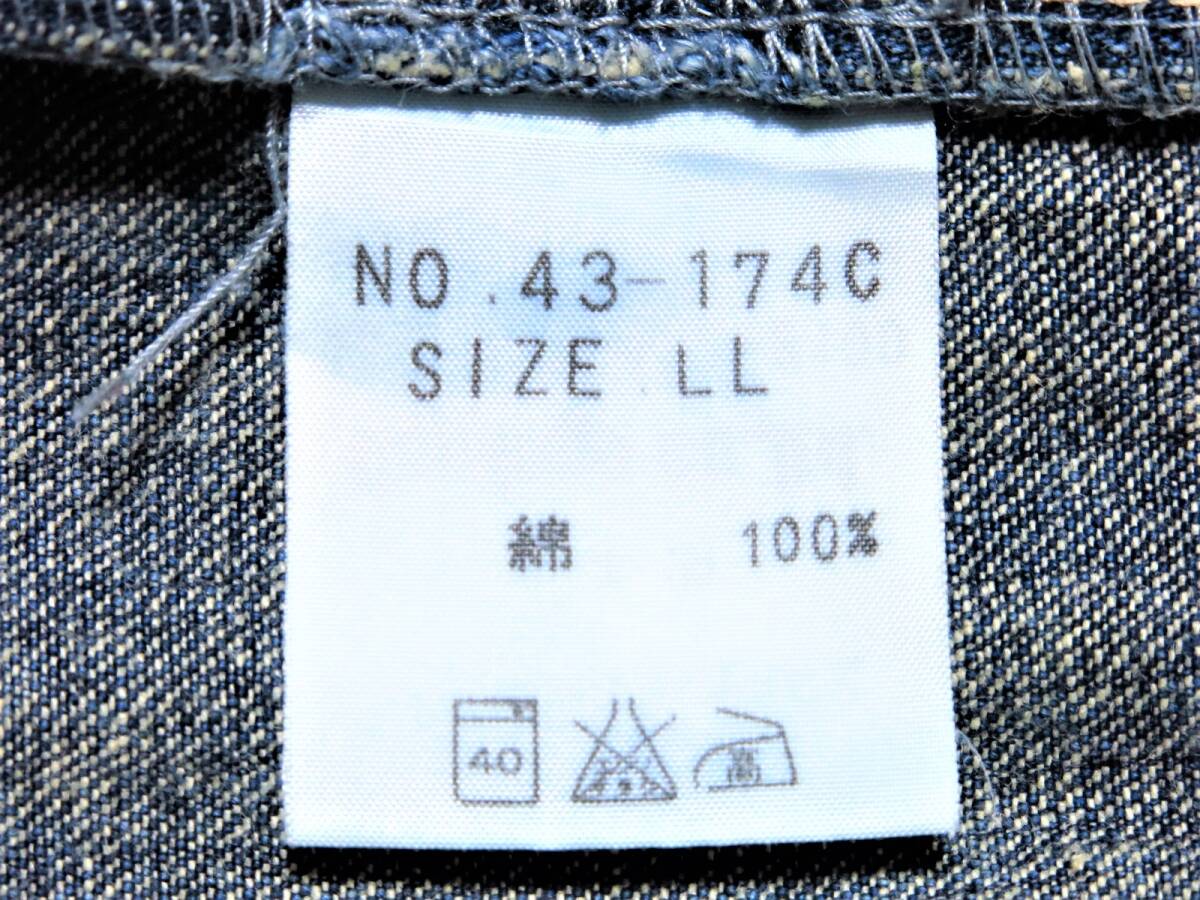 NO.43-174C
SIZE LL
綿 100%
40
高